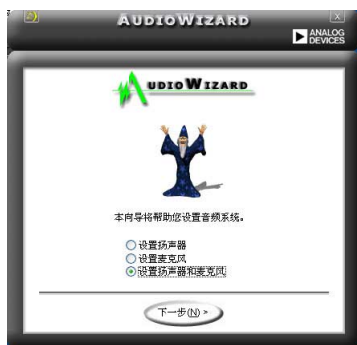 AUDIOWIZARD
ANALOG
DEVICES
AUDIOWIZARD
本向导将帮助您设置音频系统。
设置扬声器
设置麦克风
设置扬声器和麦克风
下一步(N) >